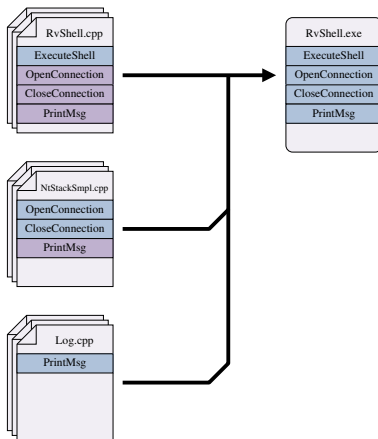 RvShell.cpp
ExecuteShell
OpenConnection
CloseConnection
PrintMsg
RvShell.exe
ExecuteShell
OpenConnection
CloseConnection
PrintMsg
NtStackSmpl.cpp
OpenConnection
CloseConnection
PrintMsg
Log.cpp
PrintMsg